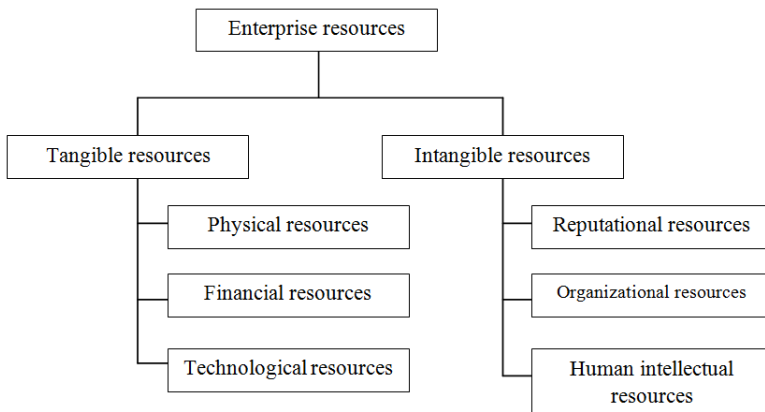 Enterprise resources
Tangible resources
Intangible resources
Physical resources
Reputational resources
Financial resources
Organizational resources
Technological resources
Human intellectual
resources